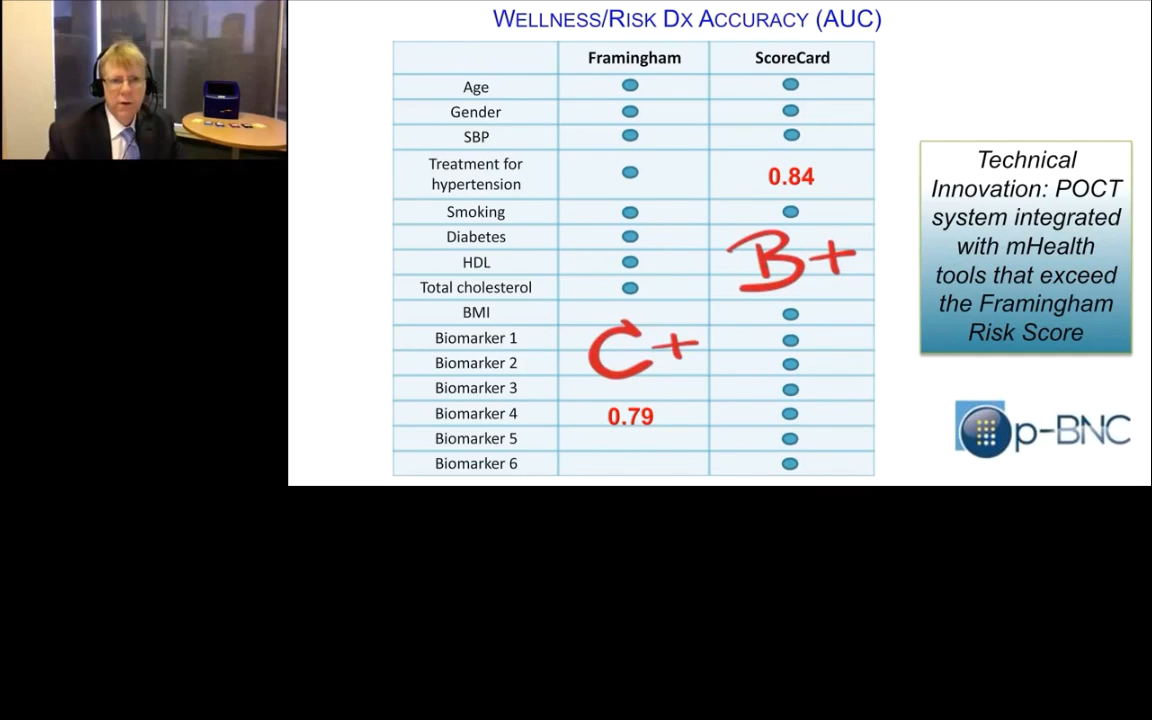 WELLNESS/RISK DX ACCURACY (AUC)
Framingham ScoreCard
Age
Gender
SBP
Treatment for
hypertension
0.84
Smoking
Diabetes
HDL
B+
Total cholesterol
BMI
Biomarker 1
C+
Biomarker 2
Biomarker 3
Biomarker 4 0.79
Biomarker 5
Biomarker 6
Technical
Innovation: POCT
system integrated
with mHealth
tools that exceed
the Framingham
Risk Score
p-BNC